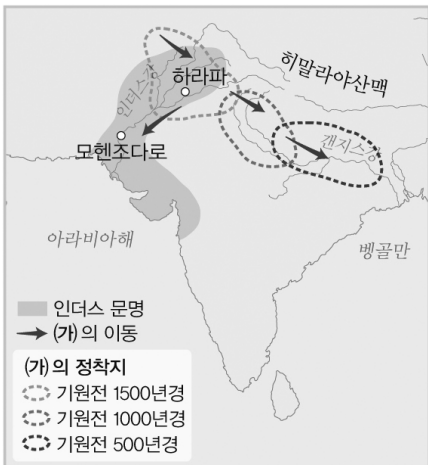 히말라야산맥
하라파
인더스강
모헨조다로
갠지스강
아라비아해
벵골만
인더스 문명
(가)의 이동
(가)의 정착지
기원전 1500년경
기원전 1000년경
기원전 500년경